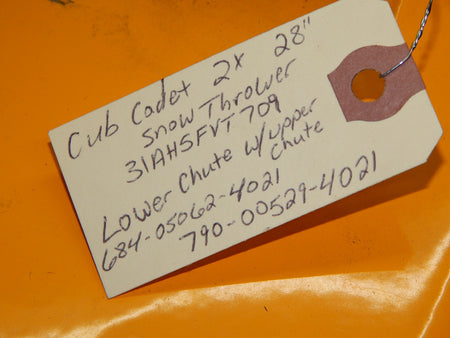 Cub Cadet 2x 28"
Snow Thrower
31AH5FVT709
Lower Chute w/upper
Chute
684-05062-4021
790-00529-4021